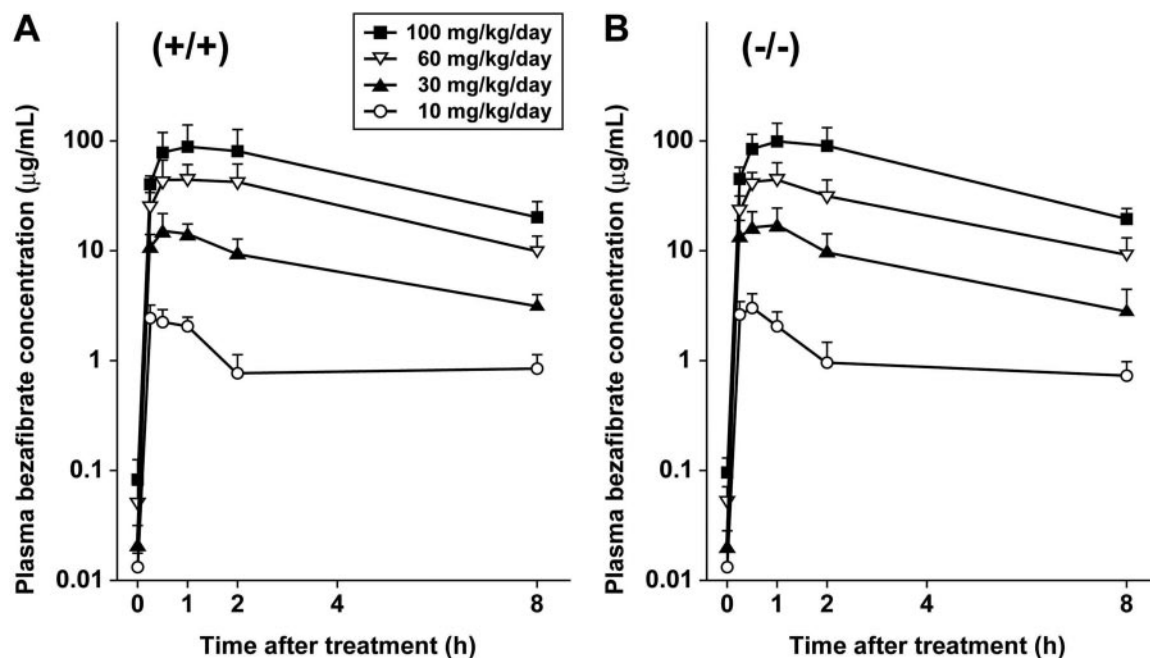 A
(+/+)
100 mg/kg/day
60 mg/kg/day
30 mg/kg/day
10 mg/kg/day
Plasma bezafibrate concentration (μg/mL)
100
10
1
0.1
0.01
0 1 2 4 8
Time after treatment (h)
B
(-/-)
Plasma bezafibrate concentration (μg/mL)
100
10
1
0.1
0.01
0 1 2 4 8
Time after treatment (h)